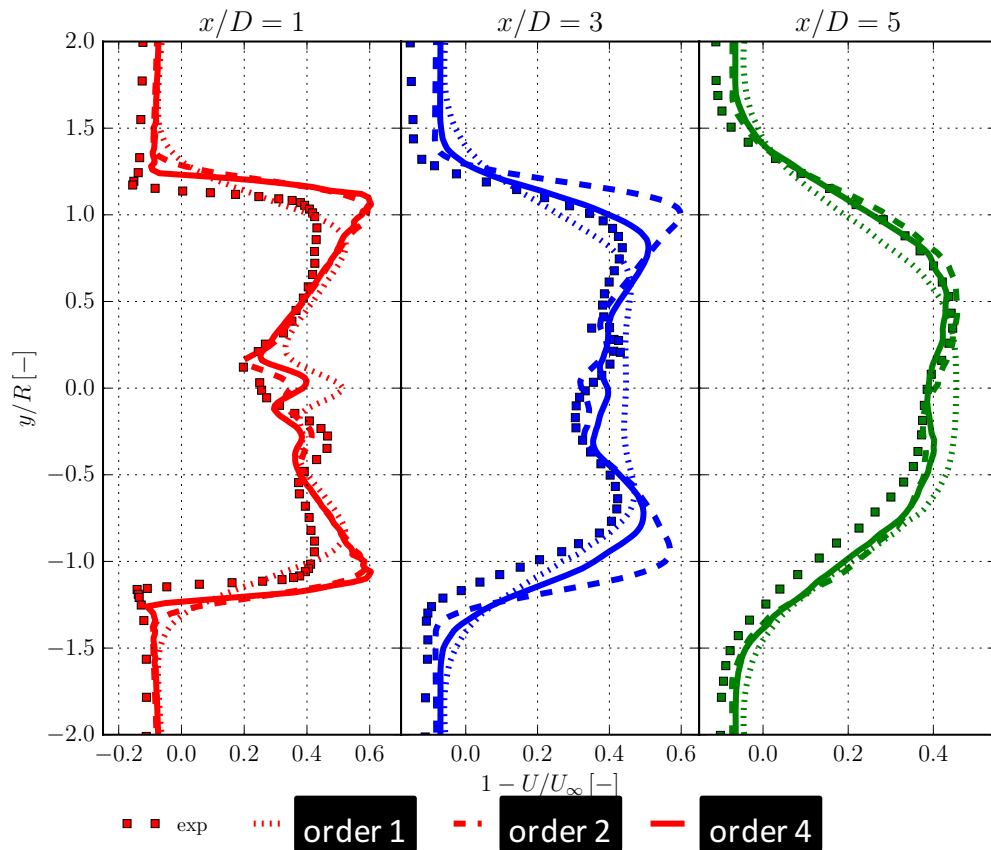 x/D = 1 x/D = 3 x/D = 5
2.0
1.5
1.0
0.5
0.0
−0.5
−1.0
−1.5
−2.0
y/R [-]
−0.2 0.0 0.2 0.4 0.6 0.0 0.2 0.4 0.6 0.0 0.2 0.4
1 − U/U∞ [-]
exp order 1 order 2 order 4